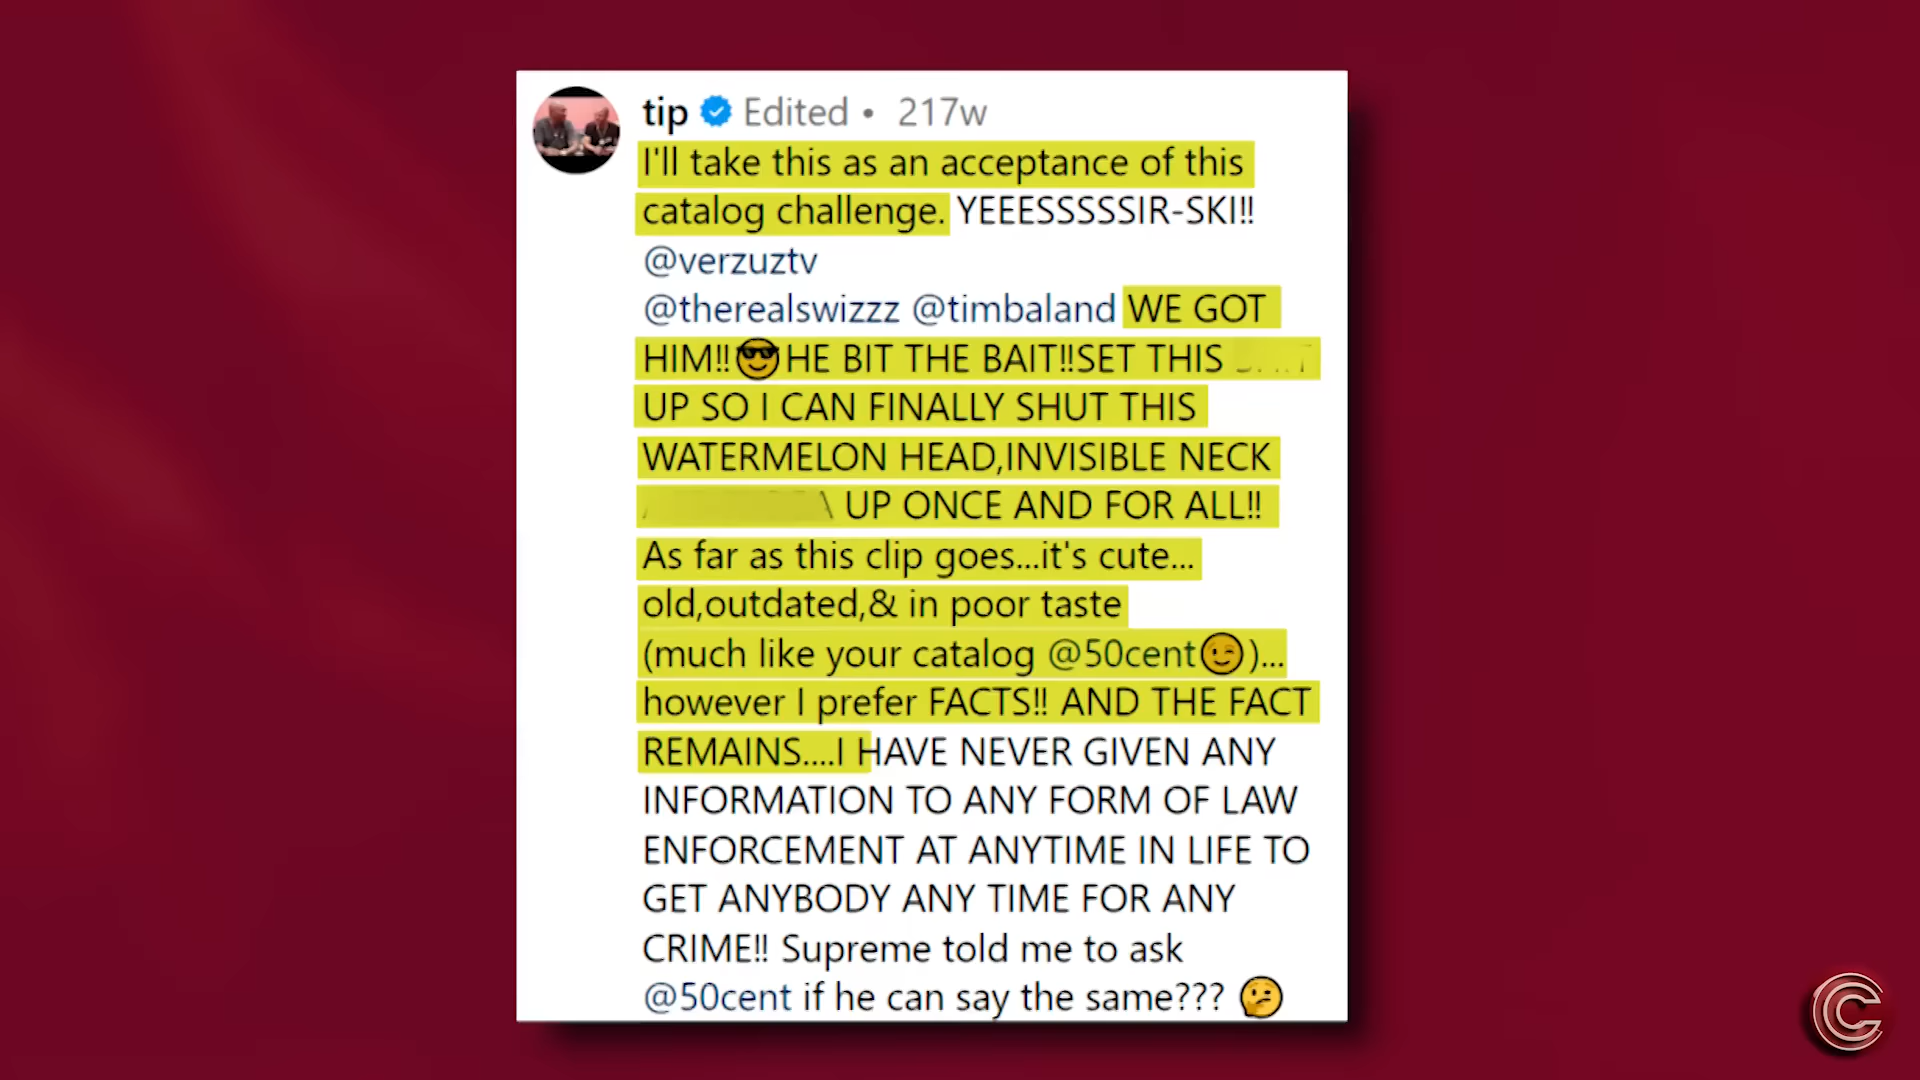 tip Edited • 217w
I'll take this as an acceptance of this
catalog challenge. YEEESSSSSIR-SKI!!
@verzuztv
@therealswizzz @timbaland WE GOT
HIM!!😎HE BIT THE BAIT!!SET THIS
UP SO I CAN FINALLY SHUT THIS
WATERMELON HEAD,INVISIBLE NECK
UP ONCE AND FOR ALL!!
As far as this clip goes...it's cute...
old,outdated,& in poor taste
(much like your catalog @50cent😉)...
however I prefer FACTS!! AND THE FACT
REMAINS....I HAVE NEVER GIVEN ANY
INFORMATION TO ANY FORM OF LAW
ENFORCEMENT AT ANYTIME IN LIFE TO
GET ANYBODY ANY TIME FOR ANY
CRIME!! Supreme told me to ask
@50cent if he can say the same??? 🤔